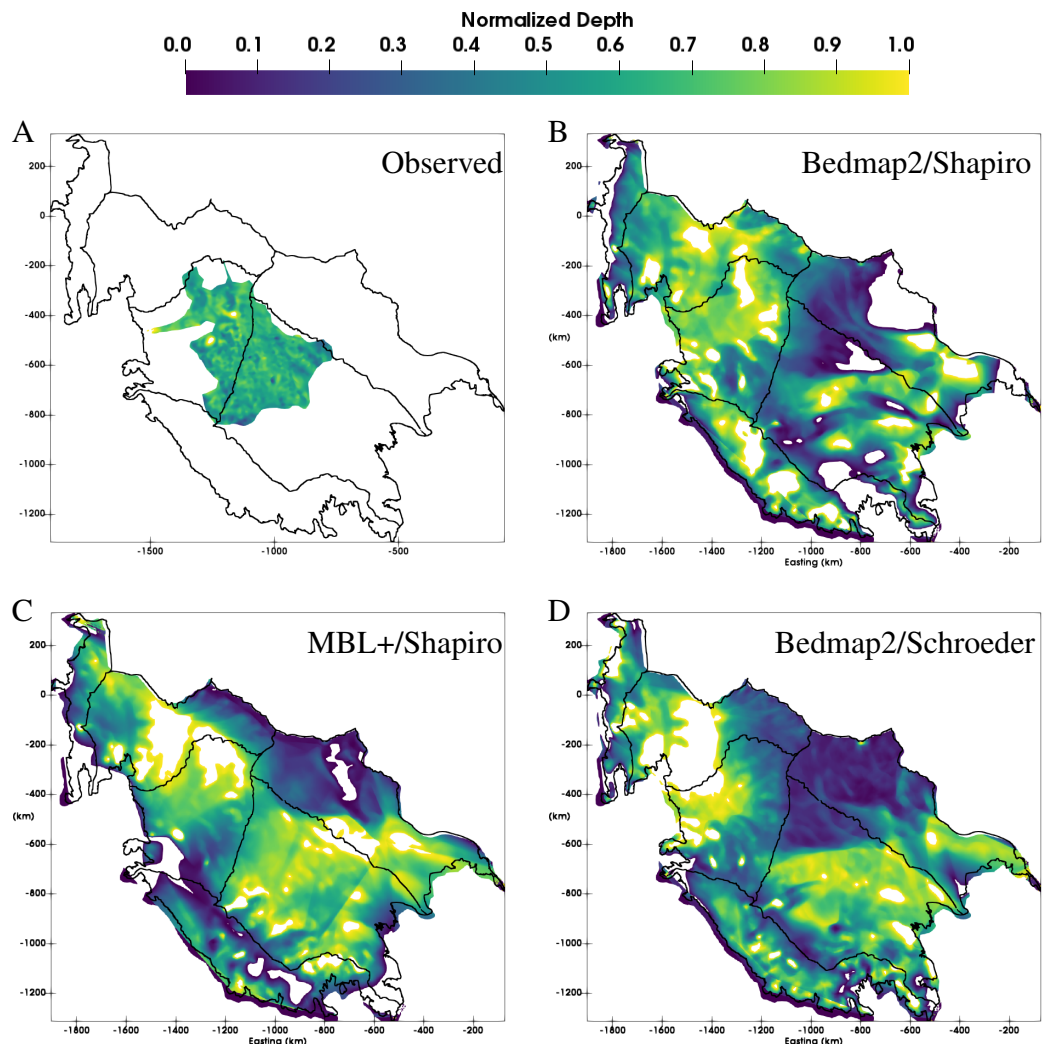 Normalized Depth
0.0 0.1 0.2 0.3 0.4 0.5 0.6 0.7 0.8 0.9 1.0
A
Observed
200
0
-200
-400
(km)
-600
-800
-1000
-1200
-1500 -1000 -500
B
Bedmap2/Shapiro
200
0
-200
-400
(km)
-600
-800
-1000
-1200
-1800 -1600 -1400 -1200 -1000 -800 -600 -400 -200
Easting (km)
C
MBL+/Shapiro
200
0
-200
-400
(km)
-600
-800
-1000
-1200
-1800 -1600 -1400 -1200 -1000 -800 -600 -400 -200
Easting (km)
D
Bedmap2/Schroeder
200
0
-200
-400
(km)
-600
-800
-1000
-1200
-1800 -1600 -1400 -1200 -1000 -800 -600 -400 -200
Easting (km)